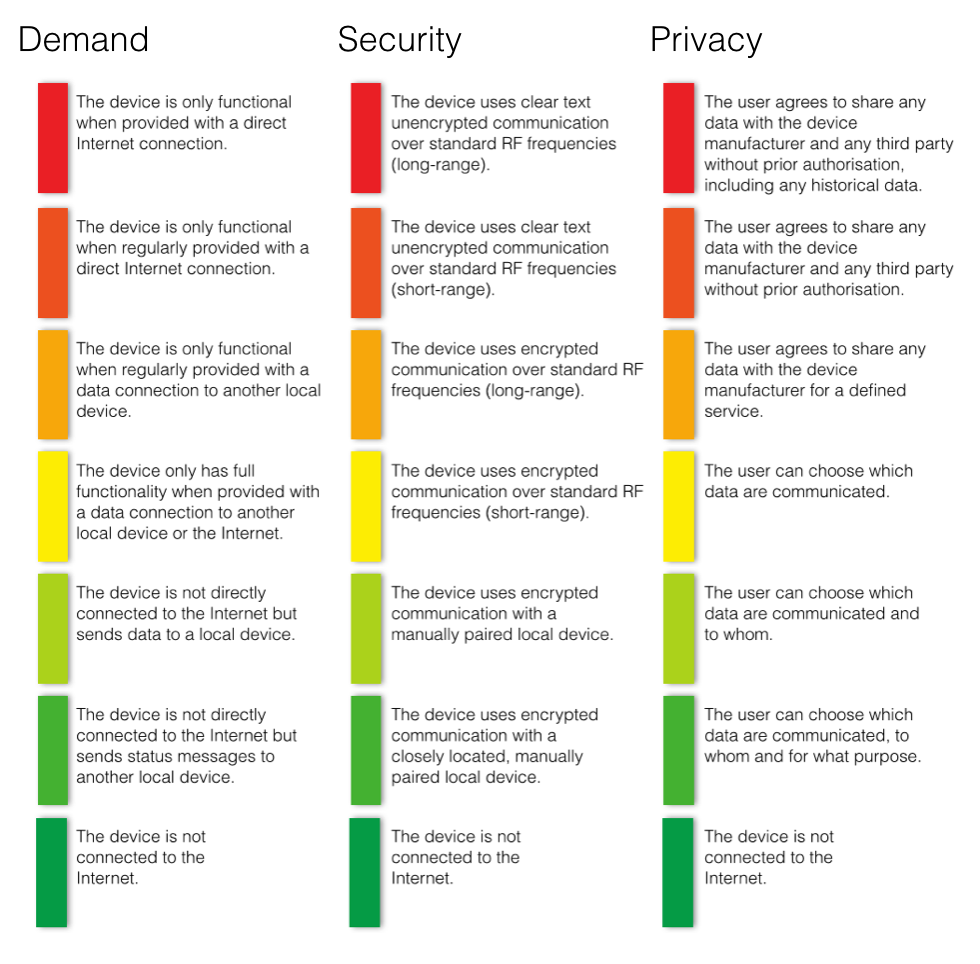 Demand
The device is only functional
when provided with a direct
Internet connection.
The device is only functional
when regularly provided with a
direct Internet connection.
The device is only functional
when regularly provided with a
data connection to another local
device.
The device only has full
functionality when provided with
a data connection to another
local device or the Internet.
The device is not directly
connected to the Internet but
sends data to a local device.
The device is not directly
connected to the Internet but
sends status messages to
another local device.
The device is not
connected to the
Internet.
Security
The device uses clear text
unencrypted communication
over standard RF frequencies
(long-range).
The device uses clear text
unencrypted communication
over standard RF frequencies
(short-range).
The device uses encrypted
communication over standard RF
frequencies (long-range).
The device uses encrypted
communication over standard RF
frequencies (short-range).
The device uses encrypted
communication with a
manually paired local device.
The device uses encrypted
communication with a
closely located, manually
paired local device.
The device is not
connected to the
Internet.
Privacy
The user agrees to share any
data with the device
manufacturer and any third party
without prior authorisation,
including any historical data.
The user agrees to share any
data with the device
manufacturer and any third party
without prior authorisation.
The user agrees to share any
data with the device
manufacturer for a defined
service.
The user can choose which
data are communicated.
The user can choose which
data are communicated and
to whom.
The user can choose which
data are communicated, to
whom and for what purpose.
The device is not
connected to the
Internet.